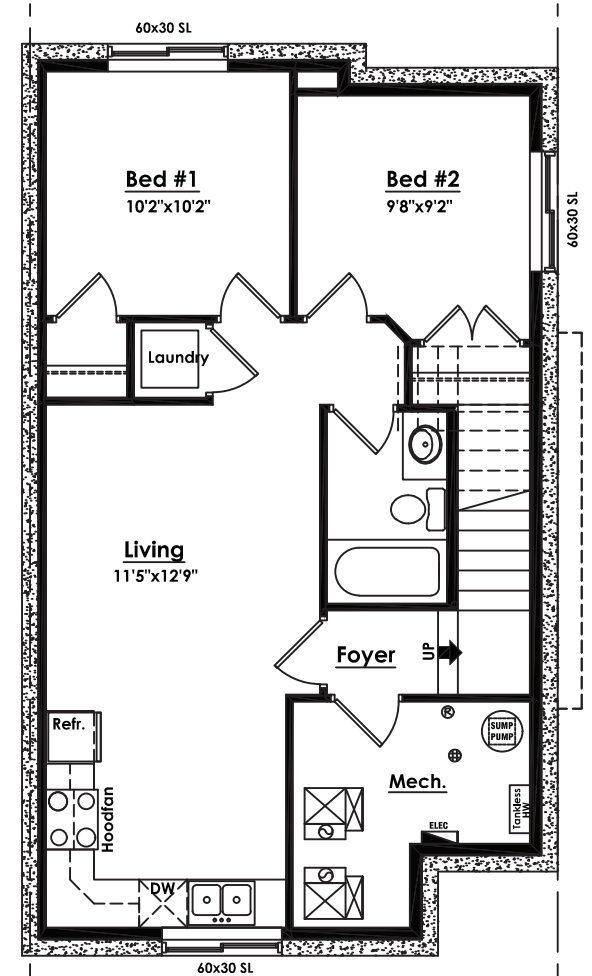 60x30 SL
Bed #1
10'2"x10'2"
Bed #2
9'8"x9'2"
60x30 SL
Laundry
Living
11'5"x12'9"
Foyer
UP
Refr.
R
SUMP
PUMP
Mech.
Hoodfan
Tankless
HW
ELEC
DW
60x30 SL